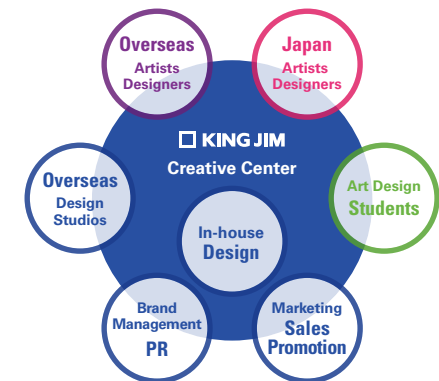 Overseas
Artists
Designers
Japan
Artists
Designers
KING JIM
Creative Center
Overseas
Design
Studios
Art Design
Students
In-house
Design
Brand
Management
PR
Marketing
Sales
Promotion